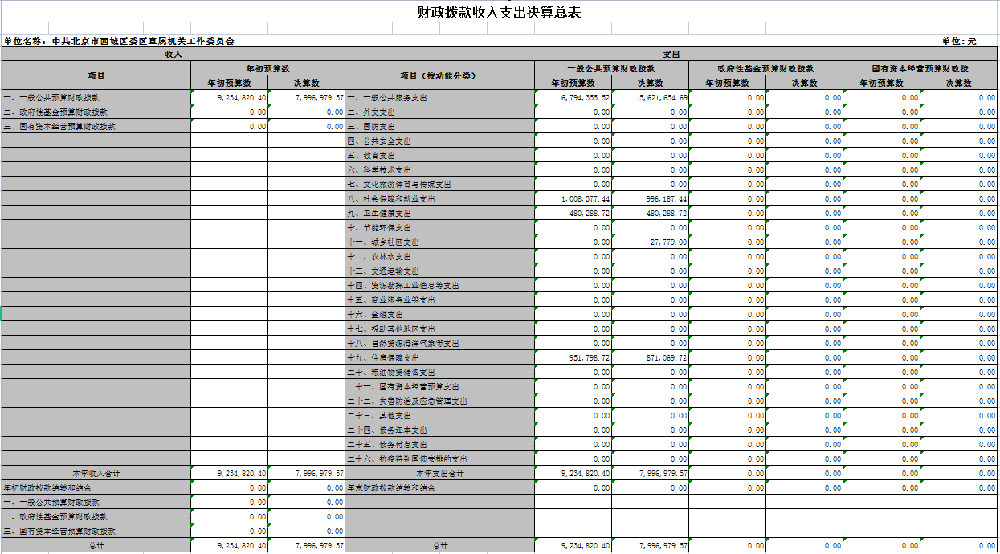 财政拨款收入支出决算总表
单位名称：中共北京市西城区委区直属机关工作委员会 单位：元
收入 支出
项目 年初预算数 项目（按功能分类） 一般公共预算财政拨款 政府性基金预算财政拨款 国有资本经营预算财政拨
年初预算数 决算数 年初预算数 决算数 年初预算数 决算数 年初预算数 决算数
一、一般公共预算财政拨款 9,234,820.40 7,996,979.57 一、一般公共服务支出 6,794,355.52 5,621,654.69 0.00 0.00 0.00 0.00
二、政府性基金预算财政拨款 0.00 0.00 二、外交支出 0.00 0.00 0.00 0.00 0.00 0.00
三、国有资本经营预算财政拨款 0.00 0.00 三、国防支出 0.00 0.00 0.00 0.00 0.00 0.00
四、公共安全支出 0.00 0.00 0.00 0.00 0.00 0.00
五、教育支出 0.00 0.00 0.00 0.00 0.00 0.00
六、科学技术支出 0.00 0.00 0.00 0.00 0.00 0.00
七、文化旅游体育与传媒支出 0.00 0.00 0.00 0.00 0.00 0.00
八、社会保障和就业支出 1,008,377.44 996,187.44 0.00 0.00 0.00 0.00
九、卫生健康支出 480,288.72 480,288.72 0.00 0.00 0.00 0.00
十、节能环保支出 0.00 0.00 0.00 0.00 0.00 0.00
十一、城乡社区支出 0.00 27,779.00 0.00 0.00 0.00 0.00
十二、农林水支出 0.00 0.00 0.00 0.00 0.00 0.00
十三、交通运输支出 0.00 0.00 0.00 0.00 0.00 0.00
十四、资源勘探工业信息等支出 0.00 0.00 0.00 0.00 0.00 0.00
十五、商业服务业等支出 0.00 0.00 0.00 0.00 0.00 0.00
十六、金融支出 0.00 0.00 0.00 0.00 0.00 0.00
十七、援助其他地区支出 0.00 0.00 0.00 0.00 0.00 0.00
十八、自然资源海洋气象等支出 0.00 0.00 0.00 0.00 0.00 0.00
十九、住房保障支出 951,798.72 871,069.72 0.00 0.00 0.00 0.00
二十、粮油物资储备支出 0.00 0.00 0.00 0.00 0.00 0.00
二十一、国有资本经营预算支出 0.00 0.00 0.00 0.00 0.00 0.00
二十二、灾害防治及应急管理支出 0.00 0.00 0.00 0.00 0.00 0.00
二十三、其他支出 0.00 0.00 0.00 0.00 0.00 0.00
二十四、债务还本支出 0.00 0.00 0.00 0.00 0.00 0.00
二十五、债务付息支出 0.00 0.00 0.00 0.00 0.00 0.00
二十六、抗疫特别国债安排的支出 0.00 0.00 0.00 0.00 0.00 0.00
本年收入合计 9,234,820.40 7,996,979.57 本年支出合计 9,234,820.40 7,996,979.57 0.00 0.00 0.00 0.00
年初财政拨款结转和结余 0.00 0.00 年末财政拨款结转和结余 0.00 0.00 0.00 0.00 0.00 0.00
一、一般公共预算财政拨款 0.00 0.00
二、政府性基金预算财政拨款 0.00 0.00
三、国有资本经营预算财政拨款 0.00 0.00
总计 9,234,820.40 7,996,979.57 总计 9,234,820.40 7,996,979.57 0.00 0.00 0.00 0.00